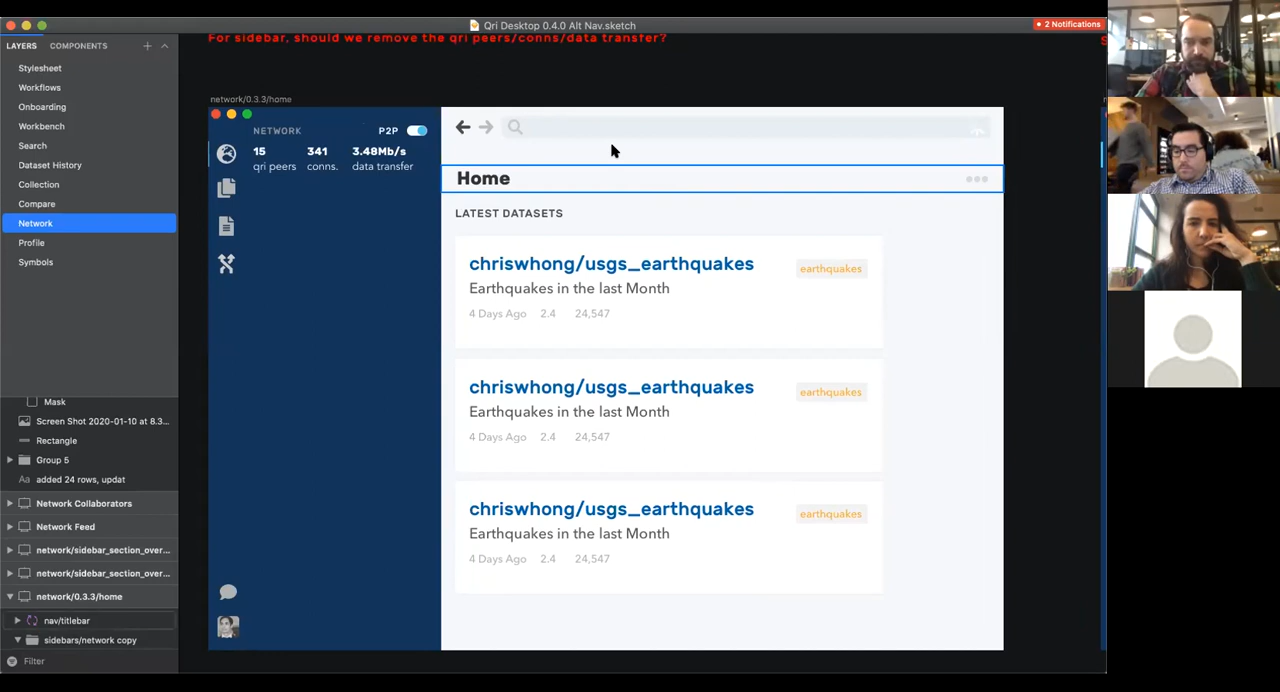 Qri Desktop 0.4.0 Alt Nav.sketch
2 Notifications
LAYERS COMPONENTS
For sidebar, should we remove the qri peers/conns/data transfer?
Stylesheet
Workflows
Onboarding
Workbench
Search
Dataset History
Collection
Compare
Network
Profile
Symbols
Mask
Screen Shot 2020-01-10 at 8.3...
Rectangle
Group 5
Aa added 24 rows, updat
Network Collaborators
Network Feed
network/sidebar_section_over...
network/sidebar_section_over...
network/0.3.3/home
nav/titlebar
sidebars/network copy
Filter
network/0.3.3/home
NETWORK P2P
15 341 3.48Mb/s
qri peers conns. data transfer
Home
LATEST DATASETS
chriswhong/usgs_earthquakes
earthquakes
Earthquakes in the last Month
4 Days Ago 2.4 24,547
chriswhong/usgs_earthquakes
earthquakes
Earthquakes in the last Month
4 Days Ago 2.4 24,547
chriswhong/usgs_earthquakes
earthquakes
Earthquakes in the last Month
4 Days Ago 2.4 24,547